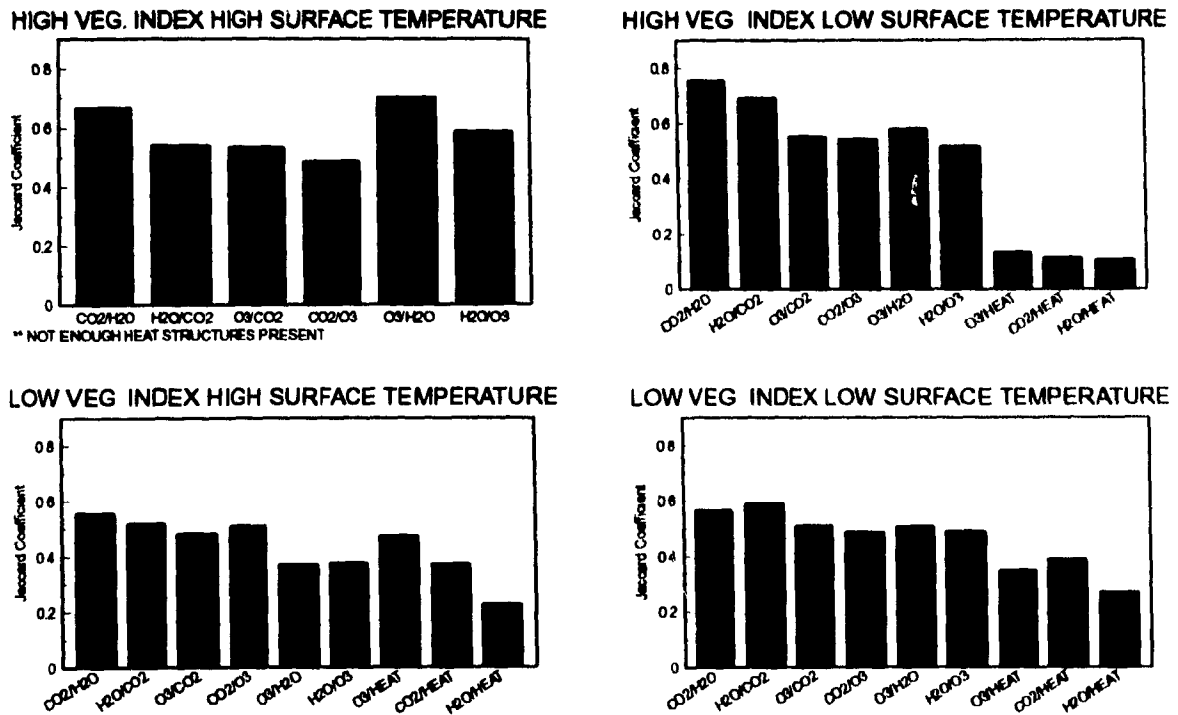 HIGH VEG. INDEX HIGH SURFACE TEMPERATURE
Jaccard Coefficient
0.8
0.6
0.4
0.2
0
CO2/H2O H2O/CO2 O3/CO2 CO2/O3 O3/H2O H2O/O3
** NOT ENOUGH HEAT STRUCTURES PRESENT
HIGH VEG INDEX LOW SURFACE TEMPERATURE
Jaccard Coefficient
0.8
0.6
0.4
0.2
0
CO2/H2O H2O/CO2 O3/CO2 CO2/O3 O3/H2O H2O/O3 O3/HEAT CO2/HEAT H2O/HEAT
LOW VEG INDEX HIGH SURFACE TEMPERATURE
Jaccard Coefficient
0.8
0.6
0.4
0.2
0
CO2/H2O H2O/CO2 O3/CO2 CO2/O3 O3/H2O H2O/O3 O3/HEAT CO2/HEAT H2O/HEAT
LOW VEG INDEX LOW SURFACE TEMPERATURE
Jaccard Coefficient
0.8
0.6
0.4
0.2
0
CO2/H2O H2O/CO2 O3/CO2 CO2/O3 O3/H2O H2O/O3 O3/HEAT CO2/HEAT H2O/HEAT